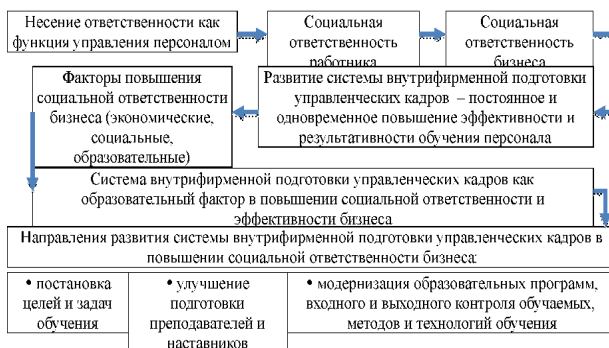 Несение ответственности как
функция управления персоналом
Социальная
ответственность
работника
Социальная
ответственность
бизнеса
Факторы повышения
социальной ответственности
бизнеса (экономические,
социальные,
образовательные)
Развитие системы внутрифирменной подготовки
управленческих кадров – постоянное и
одновременное повышение эффективности и
результативности обучения персонала
Система внутрифирменной подготовки управленческих кадров как
образовательный фактор в повышении социальной ответственности и
эффективности бизнеса
Направления развития системы внутрифирменной подготовки управленческих кадров в
повышении социальной ответственности бизнеса:
• постановка
целей и задач
обучения
• улучшение
подготовки
преподавателей и
наставников
• модернизация образовательных программ,
входного и выходного контроля обучаемых,
методов и технологий обучения